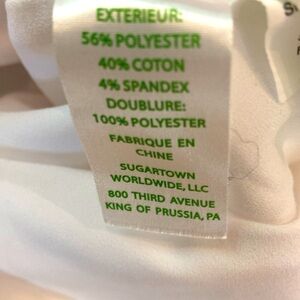 EXTERIEUR:
56% POLYESTER
40% COTON
4% SPANDEX
DOUBLURE:
100% POLYESTER
FABRIQUE EN
CHINE
SUGARTOWN
WORLDWIDE, LLC
800 THIRD AVENUE
KING OF PRUSSIA, PA